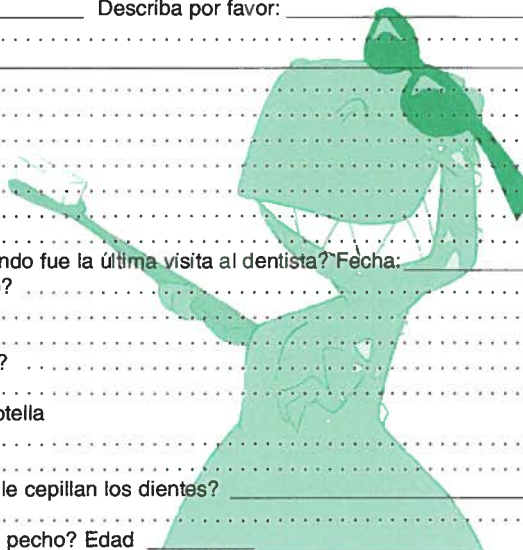 Describa por favor:
ndo fue la última visita al dentista? Fecha:
?
?
otella
le cepillan los dientes?
pecho? Edad